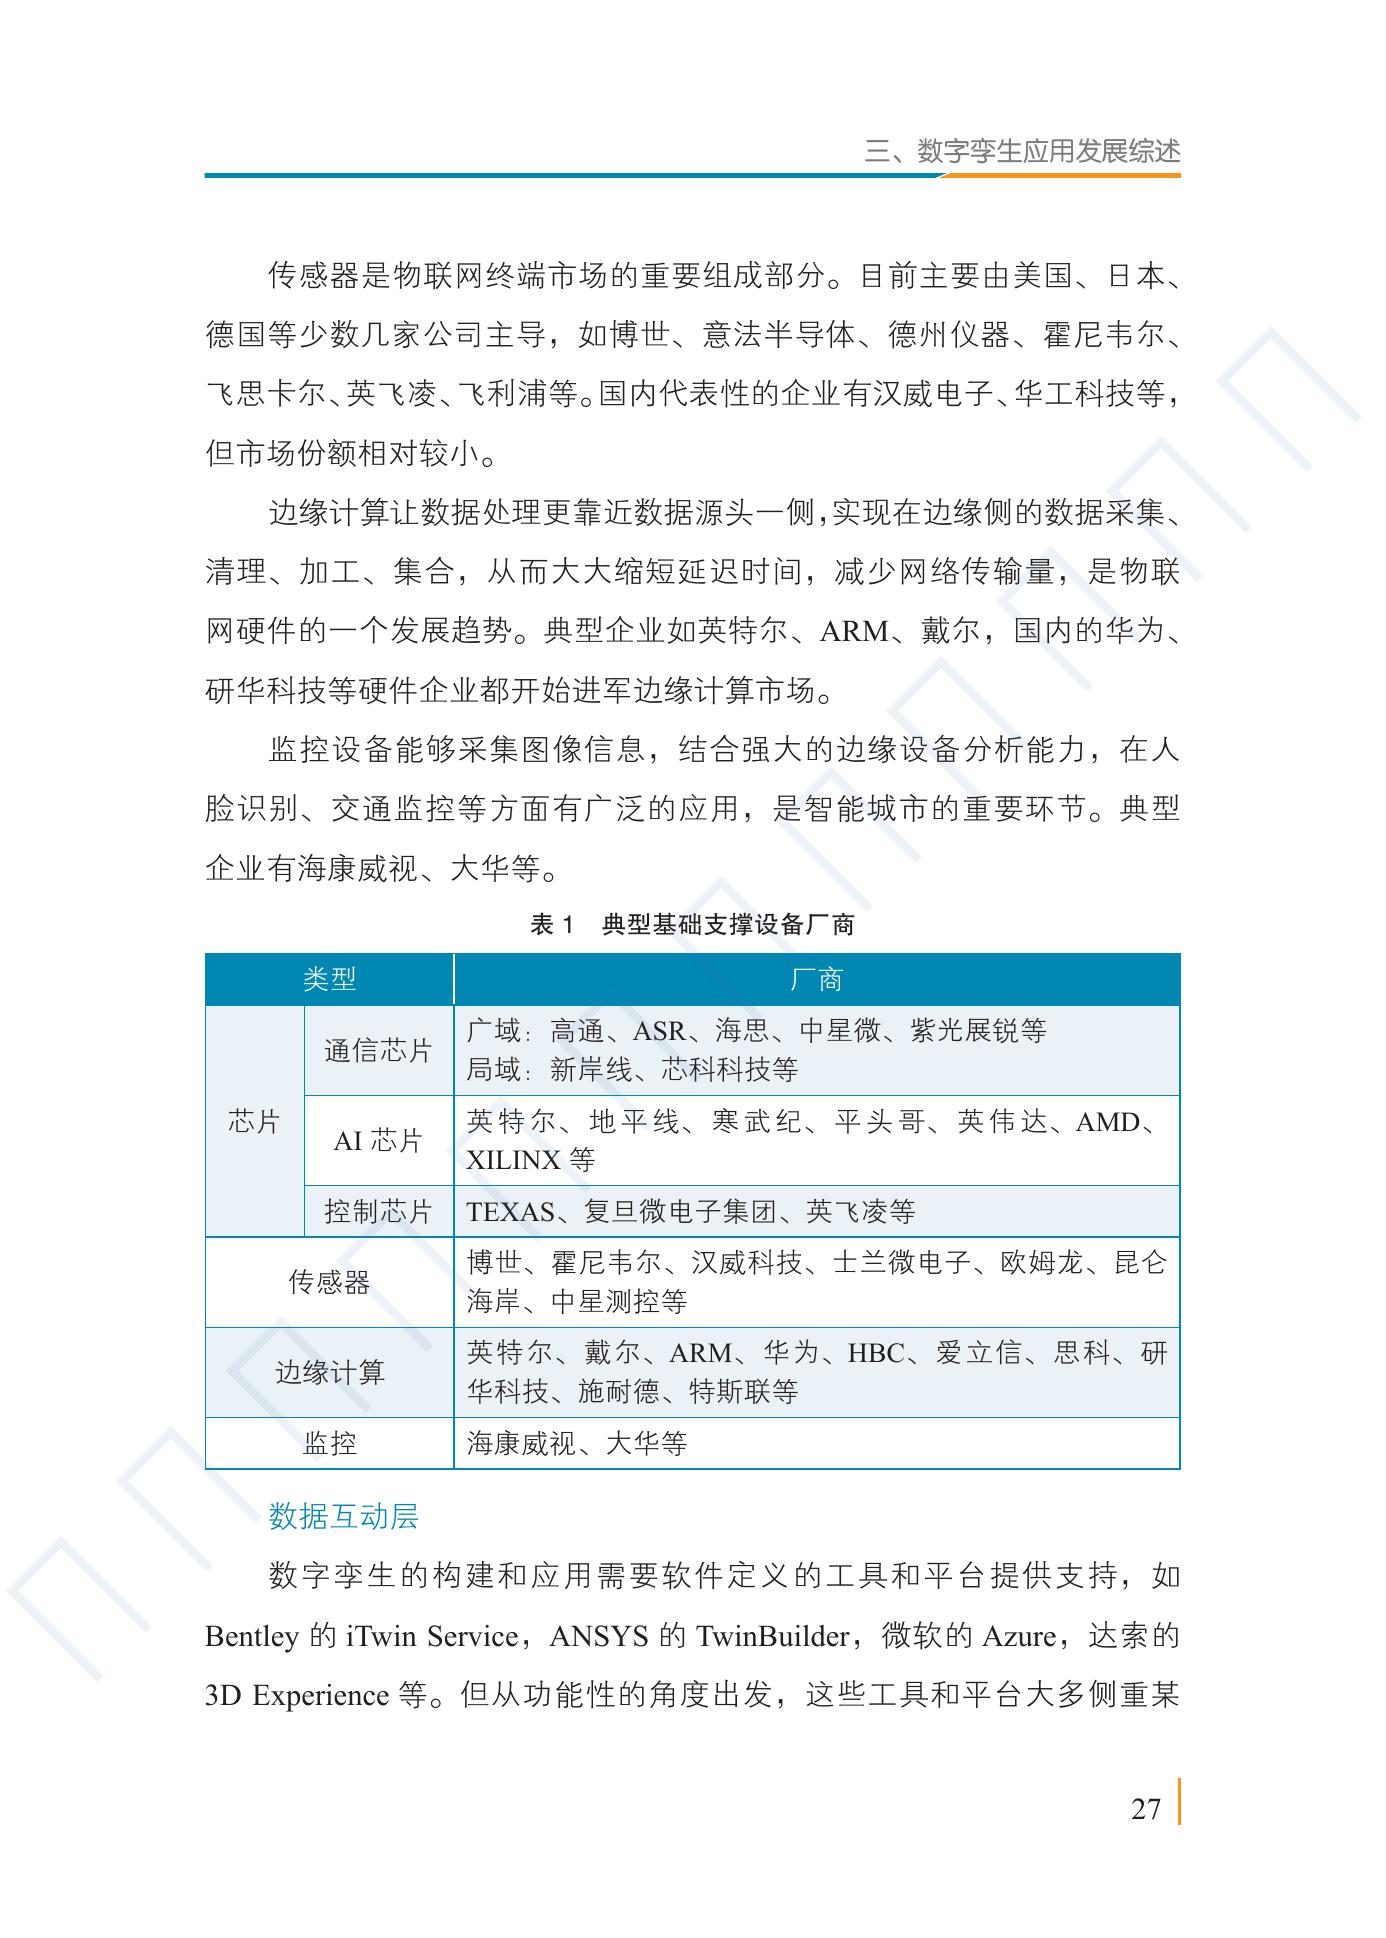 三、数字孪生应用发展综述
传感器是物联网终端市场的重要组成部分。目前主要由美国、日本、
德国等少数几家公司主导，如博世、意法半导体、德州仪器、霍尼韦尔、
飞思卡尔、英飞凌、飞利浦等。国内代表性的企业有汉威电子、华工科技等，
但市场份额相对较小。
边缘计算让数据处理更靠近数据源头一侧，实现在边缘侧的数据采集、
清理、加工、集合，从而大大缩短延迟时间，减少网络传输量，是物联
网硬件的一个发展趋势。典型企业如英特尔、ARM、戴尔，国内的华为、
研华科技等硬件企业都开始进军边缘计算市场。
监控设备能够采集图像信息，结合强大的边缘设备分析能力，在人
脸识别、交通监控等方面有广泛的应用，是智能城市的重要环节。典型
企业有海康威视、大华等。
表 1 典型基础支撑设备厂商
类型 厂商
芯片
通信芯片
广域：高通、ASR、海思、中星微、紫光展锐等
局域：新岸线、芯科科技等
AI 芯片
英特尔、地平线、寒武纪、平头哥、英伟达、AMD、
XILINX 等
控制芯片 TEXAS、复旦微电子集团、英飞凌等
传感器
博世、霍尼韦尔、汉威科技、士兰微电子、欧姆龙、昆仑
海岸、中星测控等
边缘计算
英特尔、戴尔、ARM、华为、HBC、爱立信、思科、研
华科技、施耐德、特斯联等
监控 海康威视、大华等
数据互动层
数字孪生的构建和应用需要软件定义的工具和平台提供支持，如
Bentley 的 iTwin Service，ANSYS 的 TwinBuilder，微软的 Azure，达索的
3D Experience 等。但从功能性的角度出发，这些工具和平台大多侧重某
27